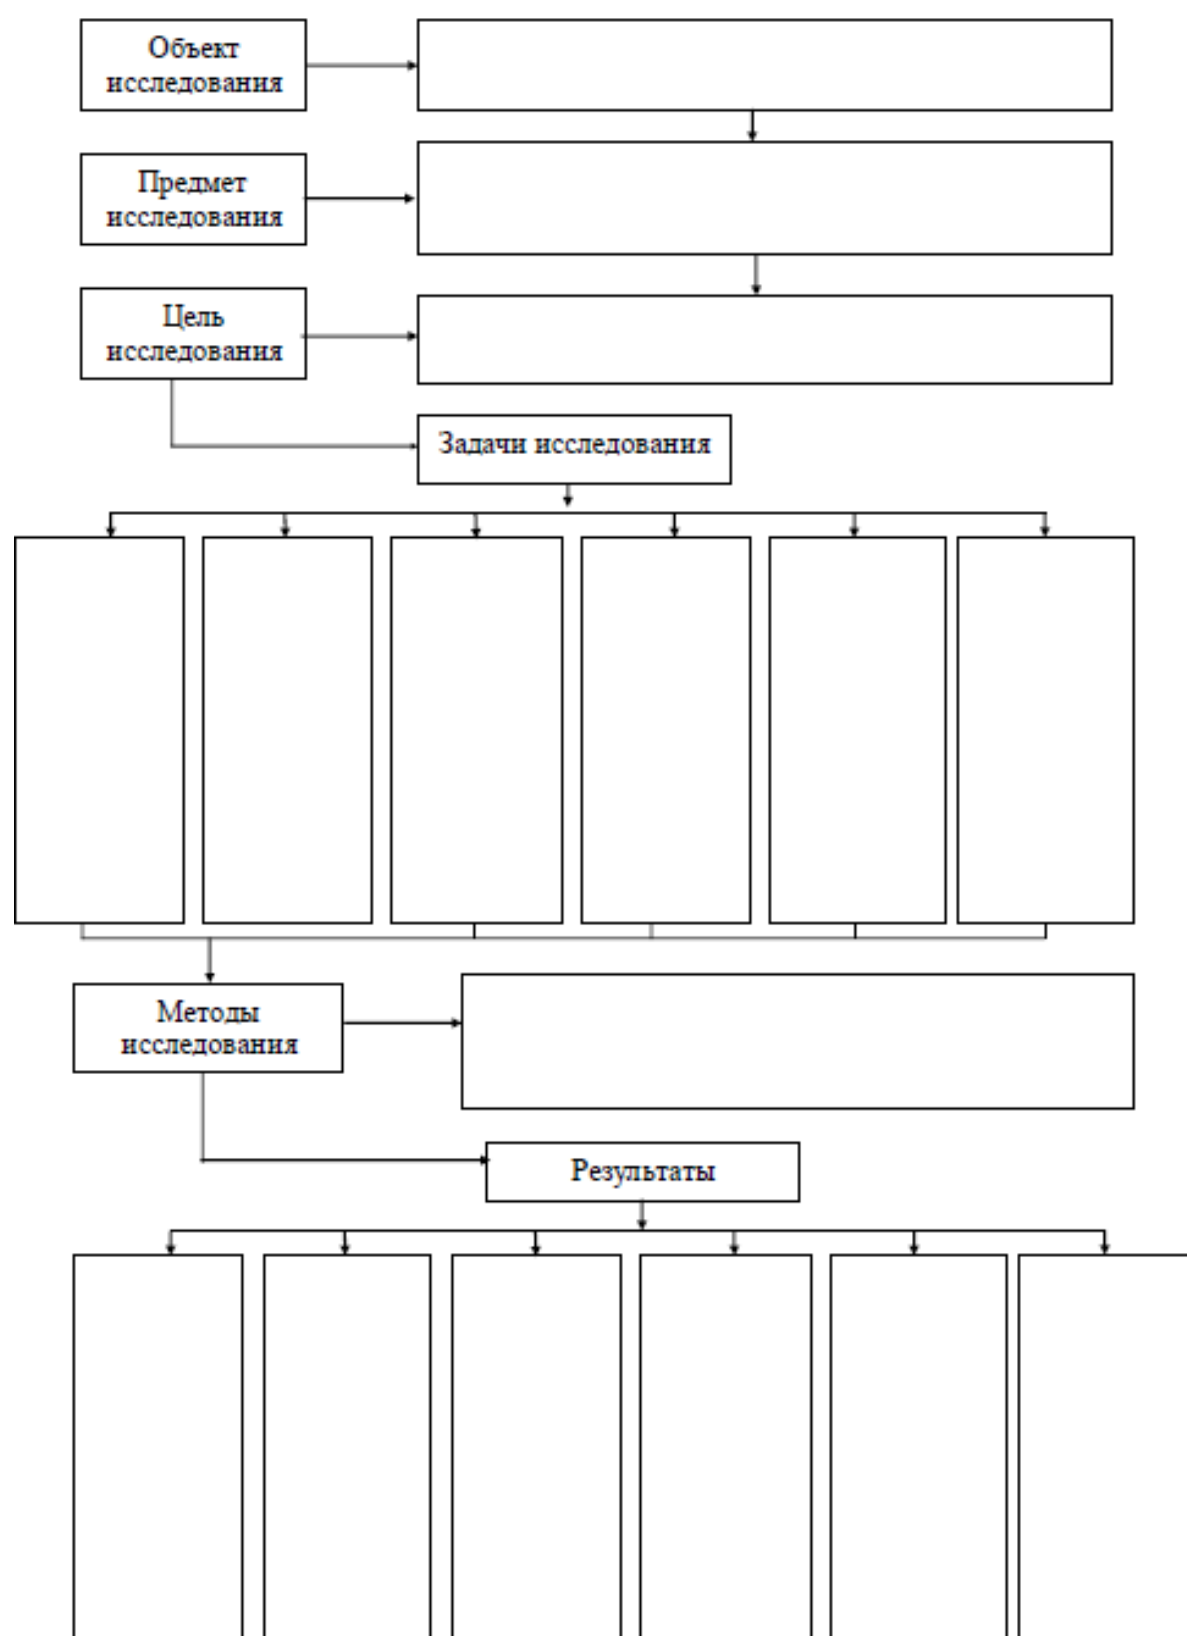 Объект
исследования
Предмет
исследования
Цель
исследования
Задачи исследования
Методы
исследования
Результаты